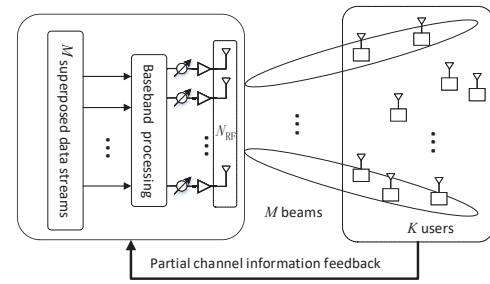 M superposed data streams
Baseband processing
N_RF
M beams
K users
Partial channel information feedback